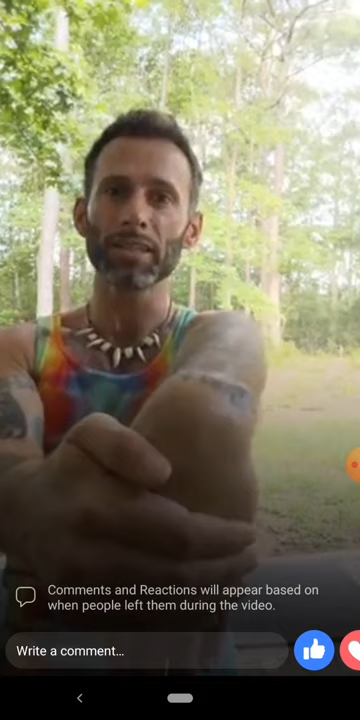 Comments and Reactions will appear based on
when people left them during the video.
Write a comment...